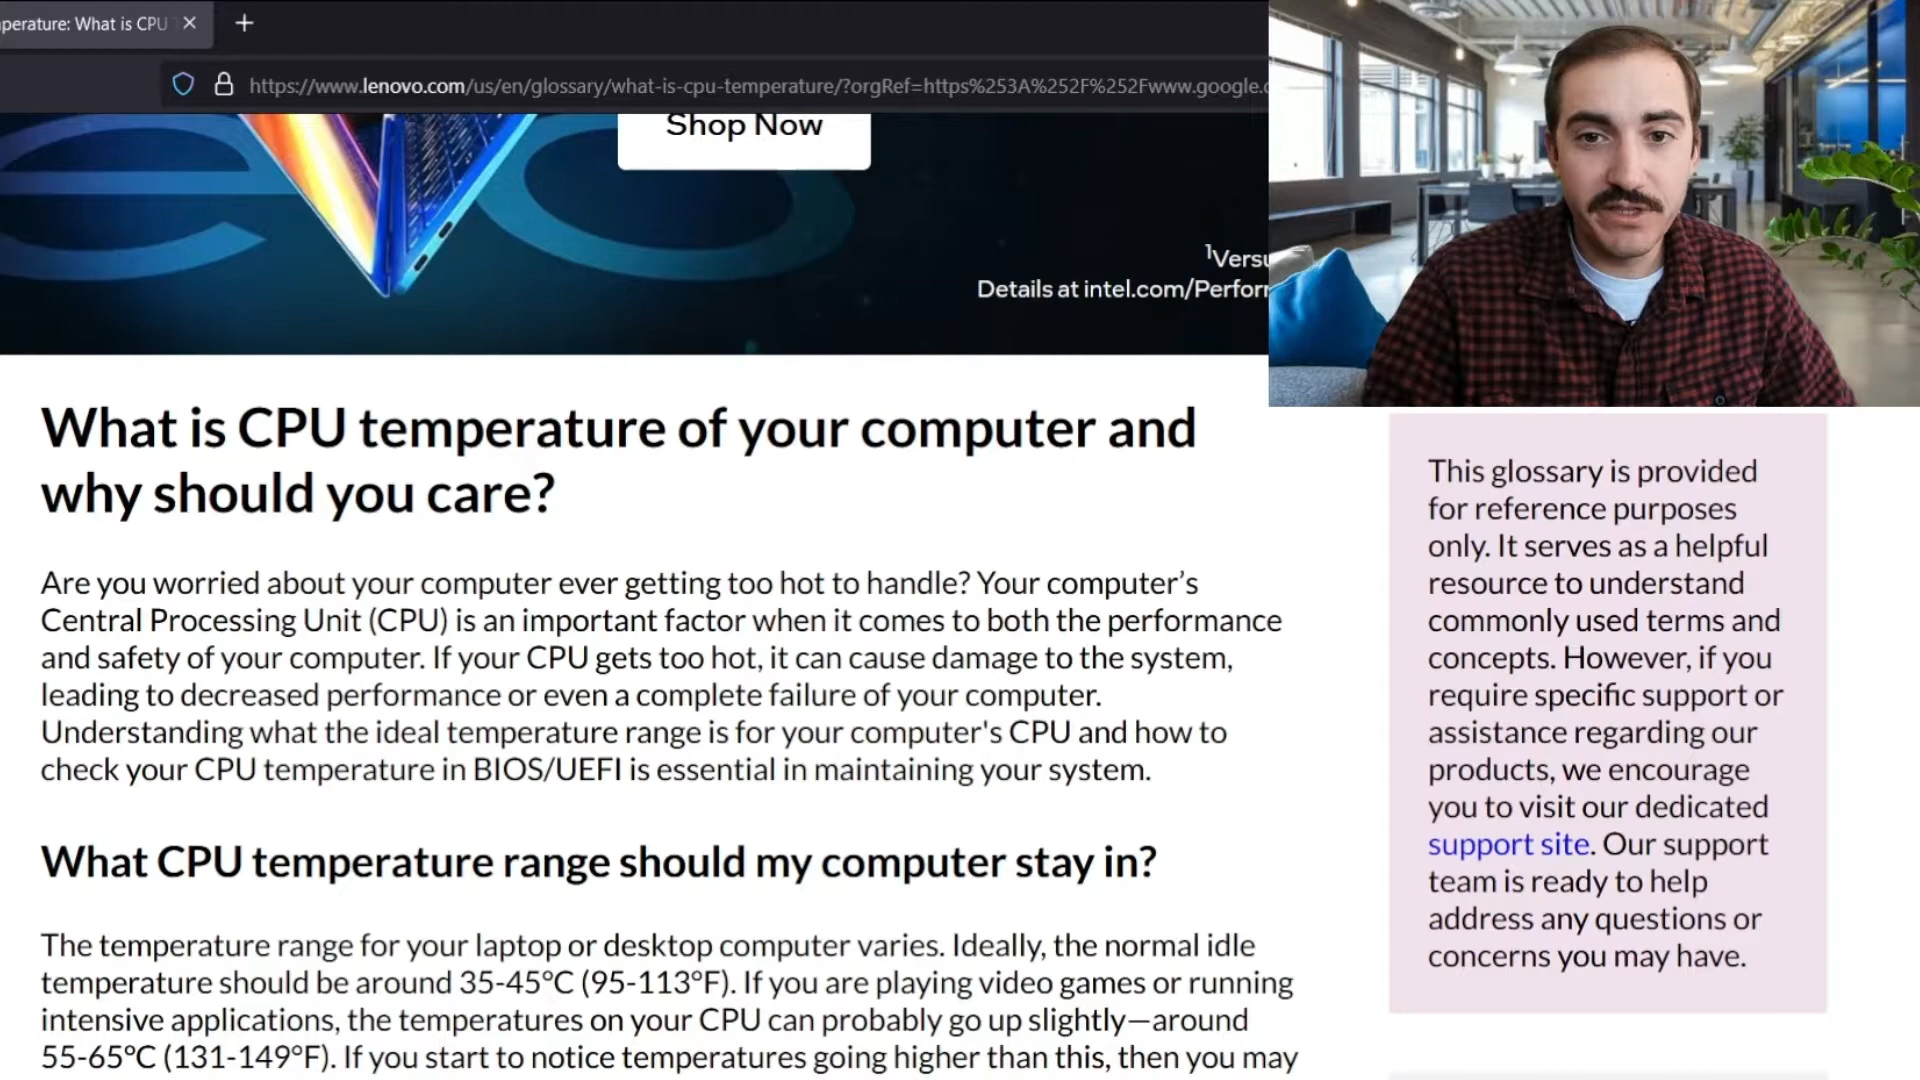 perature: What is CPU
https://www.lenovo.com/us/en/glossary/what-is-cpu-temperature/?orgRef=https%253A%252F%252Fwww.google.c
Shop Now
evo
¹Versu
Details at intel.com/Perforr
What is CPU temperature of your computer and
why should you care?
Are you worried about your computer ever getting too hot to handle? Your computer’s
Central Processing Unit (CPU) is an important factor when it comes to both the performance
and safety of your computer. If your CPU gets too hot, it can cause damage to the system,
leading to decreased performance or even a complete failure of your computer.
Understanding what the ideal temperature range is for your computer's CPU and how to
check your CPU temperature in BIOS/UEFI is essential in maintaining your system.
What CPU temperature range should my computer stay in?
The temperature range for your laptop or desktop computer varies. Ideally, the normal idle
temperature should be around 35-45°C (95-113°F). If you are playing video games or running
intensive applications, the temperatures on your CPU can probably go up slightly—around
55-65°C (131-149°F). If you start to notice temperatures going higher than this, then you may
This glossary is provided
for reference purposes
only. It serves as a helpful
resource to understand
commonly used terms and
concepts. However, if you
require specific support or
assistance regarding our
products, we encourage
you to visit our dedicated
support site. Our support
team is ready to help
address any questions or
concerns you may have.